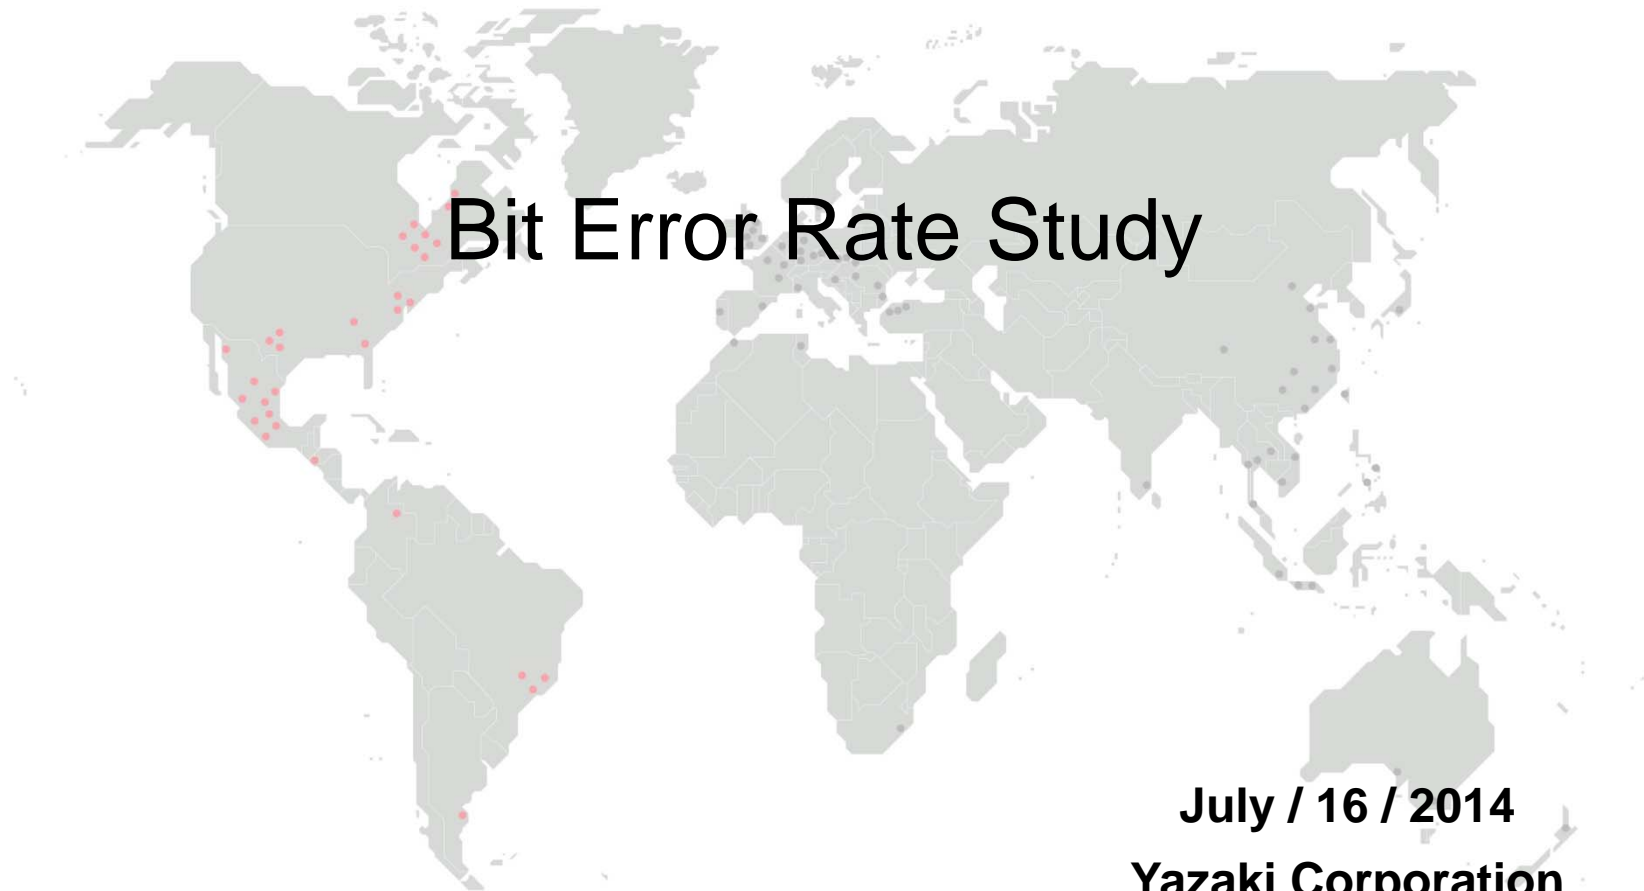 Bit Error Rate Study
July / 16 / 2014
Yazaki Corporation